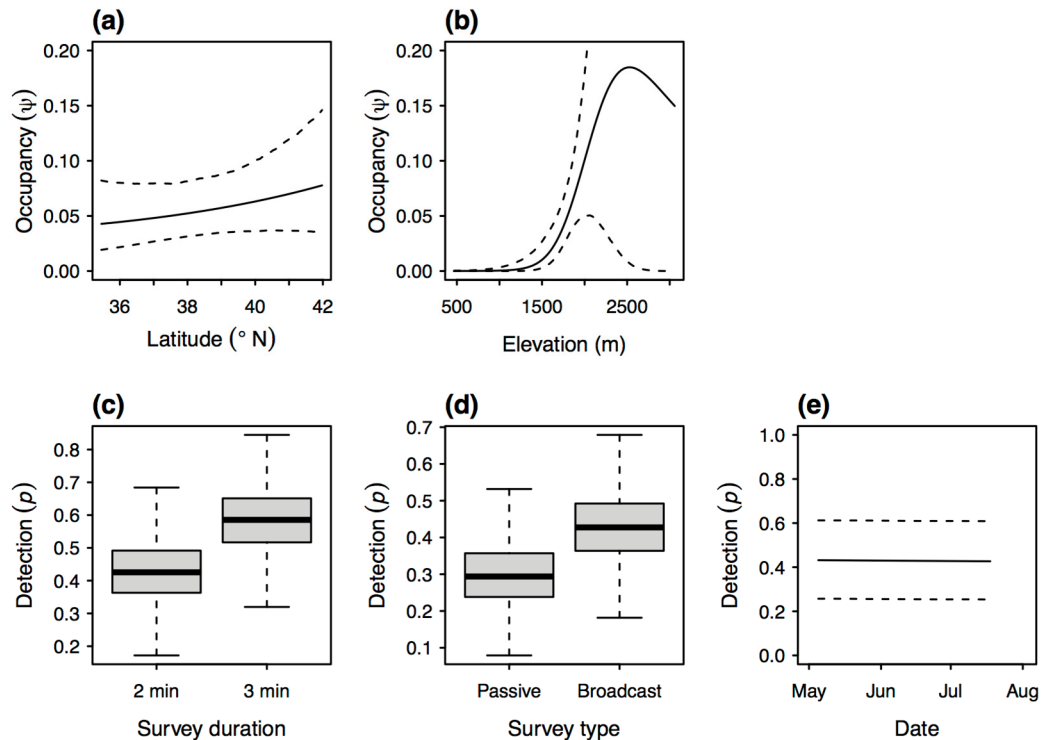 (a)
0.20
0.15
0.10
0.05
0.00
Occupancy (ψ)
36 38 40 42
Latitude (° N)
(b)
0.20
0.15
0.10
0.05
0.00
Occupancy (ψ)
500 1500 2500
Elevation (m)
(c)
0.8
0.7
0.6
0.5
0.4
0.3
0.2
Detection (p)
2 min 3 min
Survey duration
(d)
0.7
0.6
0.5
0.4
0.3
0.2
0.1
Detection (p)
Passive Broadcast
Survey type
(e)
1.0
0.8
0.6
0.4
0.2
0.0
Detection (p)
May Jun Jul Aug
Date